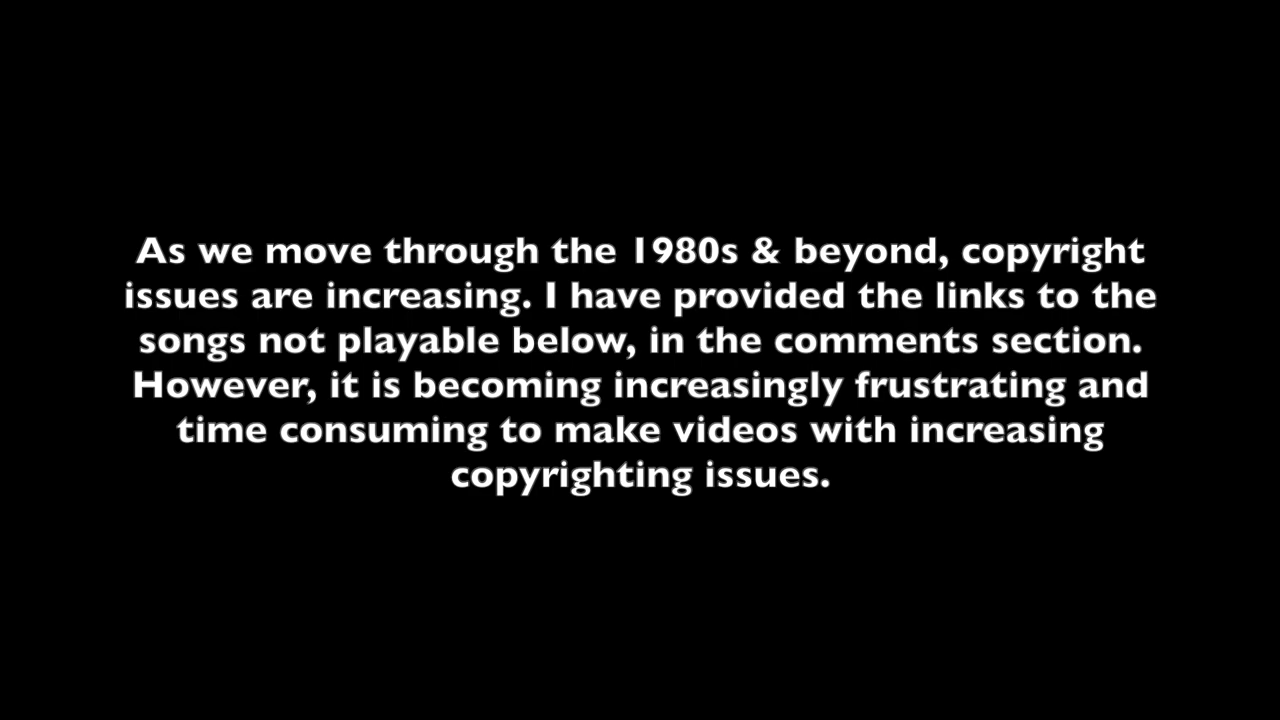 As we move through the 1980s & beyond, copyright
issues are increasing. I have provided the links to the
songs not playable below, in the comments section.
However, it is becoming increasingly frustrating and
time consuming to make videos with increasing
copyrighting issues.